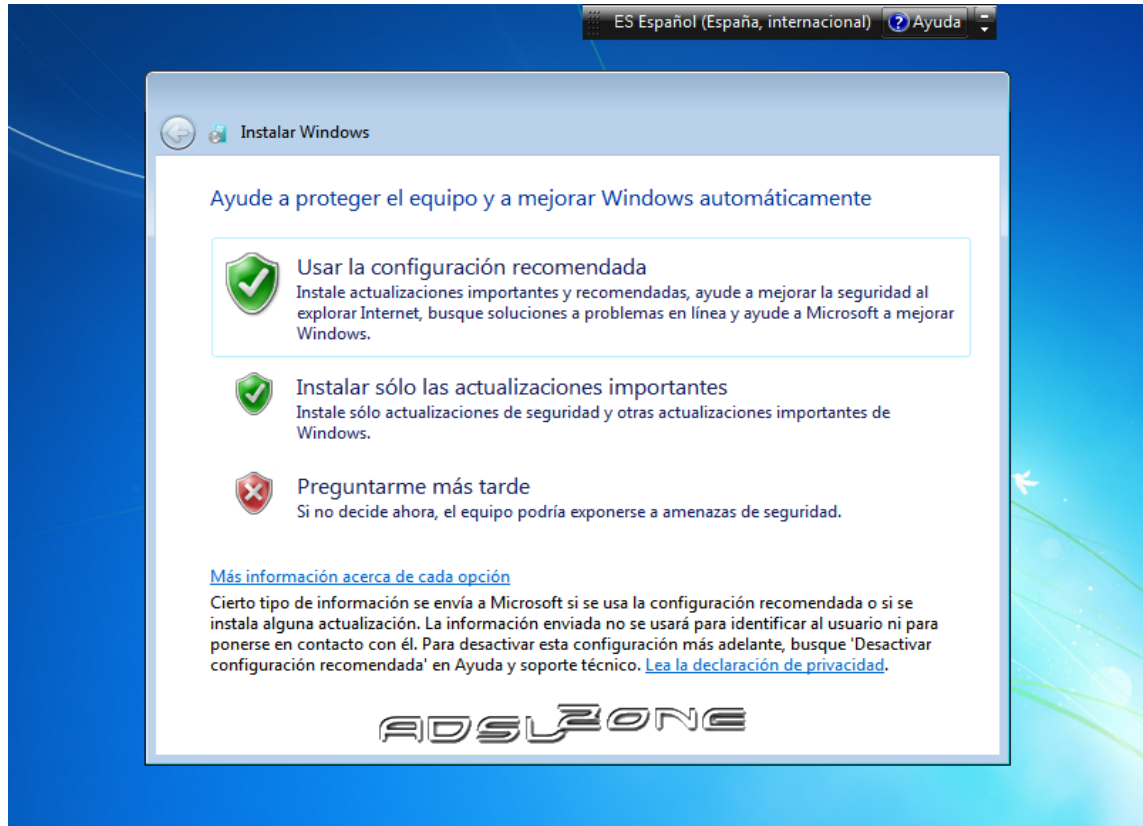 ES Español (España, internacional) Ayuda
Instalar Windows
Ayude a proteger el equipo y a mejorar Windows automáticamente
Usar la configuración recomendada
Instale actualizaciones importantes y recomendadas, ayude a mejorar la seguridad al
explorar Internet, busque soluciones a problemas en línea y ayude a Microsoft a mejorar
Windows.
Instalar sólo las actualizaciones importantes
Instale sólo actualizaciones de seguridad y otras actualizaciones importantes de
Windows.
Preguntarme más tarde
Si no decide ahora, el equipo podría exponerse a amenazas de seguridad.
Más información acerca de cada opción
Cierto tipo de información se envía a Microsoft si se usa la configuración recomendada o si se
instala alguna actualización. La información enviada no se usará para identificar al usuario ni para
ponerse en contacto con él. Para desactivar esta configuración más adelante, busque 'Desactivar
configuración recomendada' en Ayuda y soporte técnico. Lea la declaración de privacidad.
ADSLZONE